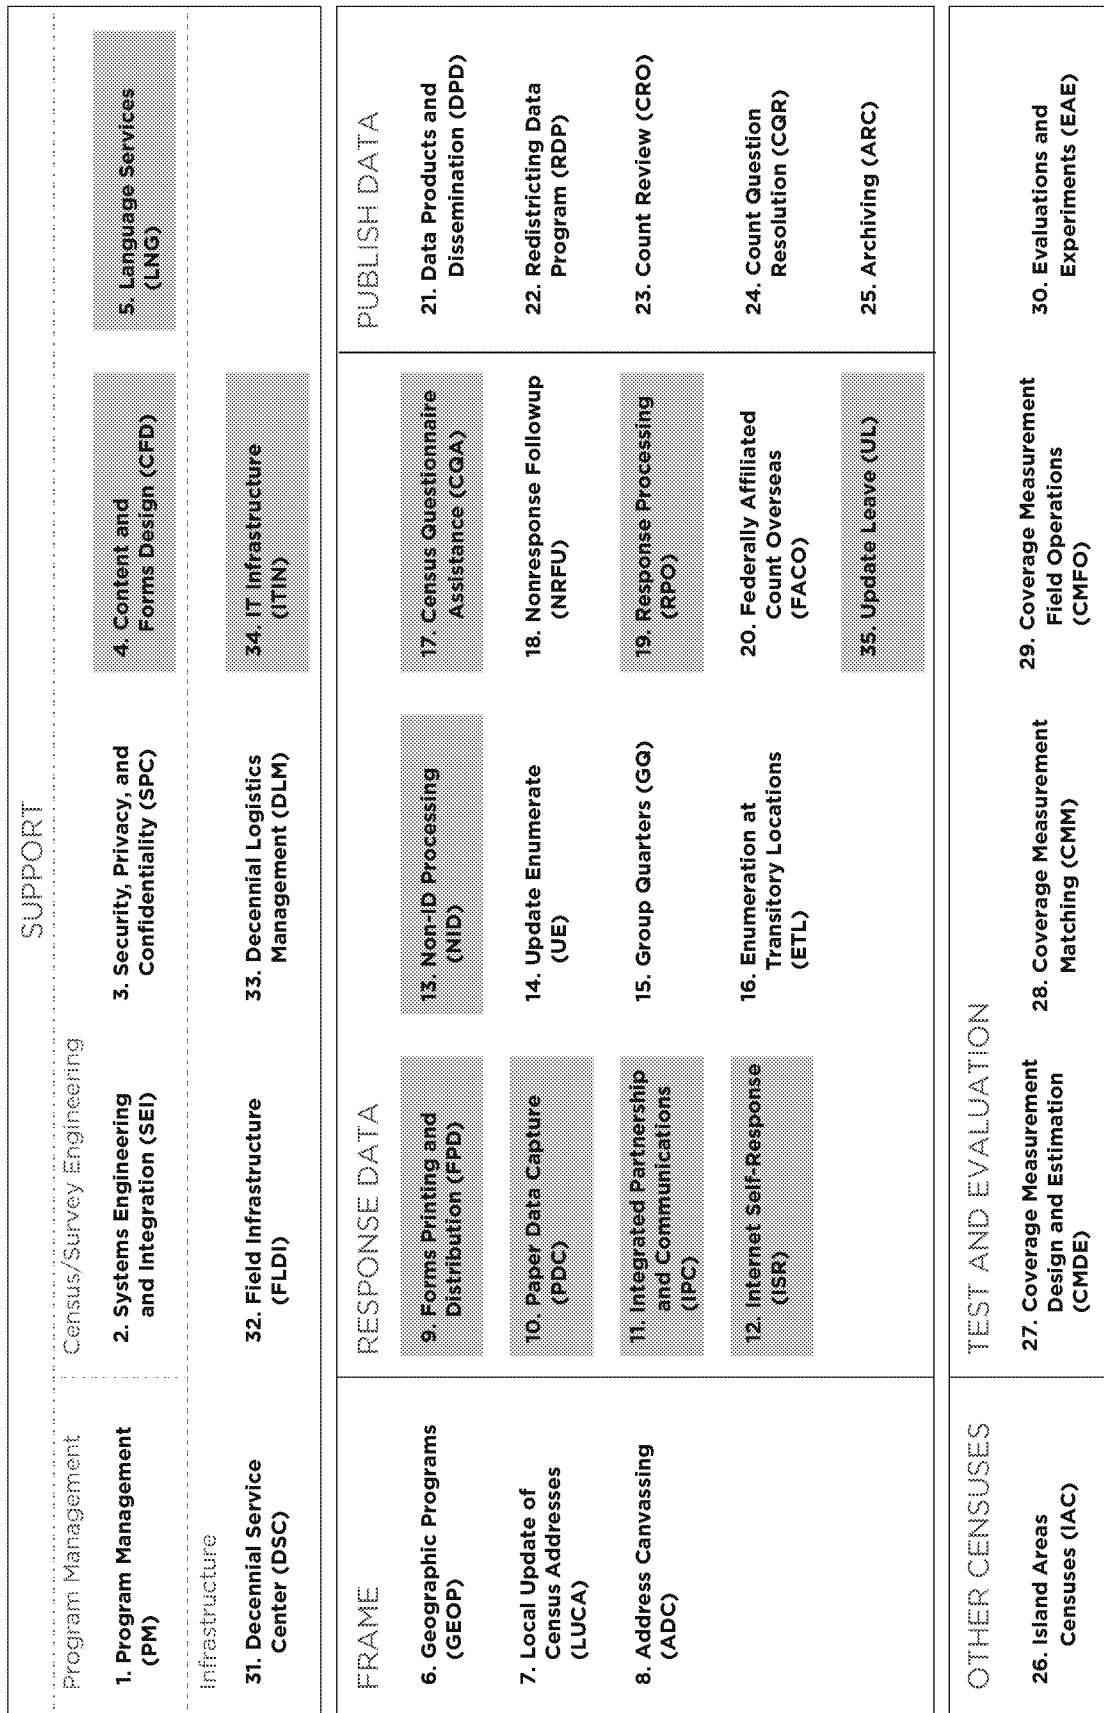 SUPPORT
Program Management
Census/Survey Engineering
1. Program Management
(PM)
2. Systems Engineering
and Integration (SEI)
3. Security, Privacy, and
Confidentiality (SPC)
4. Content and
Forms Design (CFD)
5. Language Services
(LNG)
Infrastructure
31. Decennial Service
Center (DSC)
32. Field Infrastructure
(FLDI)
33. Decennial Logistics
Management (DLM)
34. IT Infrastructure
(ITIN)
FRAME
6. Geographic Programs
(GEOP)
7. Local Update of
Census Addresses
(LUCA)
8. Address Canvassing
(ADC)
RESPONSE DATA
9. Forms Printing and
Distribution (FPD)
10. Paper Data Capture
(PDC)
11. Integrated Partnership
and Communications
(IPC)
12. Internet Self-Response
(ISR)
13. Non-ID Processing
(NID)
14. Update Enumerate
(UE)
15. Group Quarters (GQ)
16. Enumeration at
Transitory Locations
(ETL)
17. Census Questionnaire
Assistance (CQA)
18. Nonresponse Followup
(NRFU)
19. Response Processing
(RPO)
20. Federally Affiliated
Count Overseas
(FACO)
35. Update Leave (UL)
PUBLISH DATA
21. Data Products and
Dissemination (DPD)
22. Redistricting Data
Program (RDP)
23. Count Review (CRO)
24. Count Question
Resolution (CQR)
25. Archiving (ARC)
OTHER CENSUSES
26. Island Areas
Censuses (IAC)
TEST AND EVALUATION
27. Coverage Measurement
Design and Estimation
(CMDE)
28. Coverage Measurement
Matching (CMM)
29. Coverage Measurement
Field Operations
(CMFO)
30. Evaluations and
Experiments (EAE)